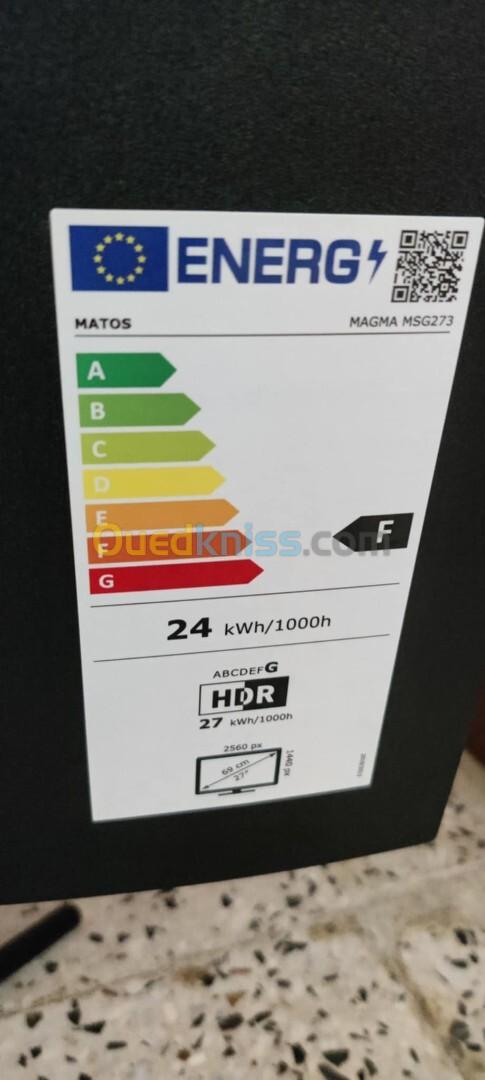 ENERG
MATOS
MAGMA MSG273
A
B
C
D
E
F
F
G
Ouedkniss.com
24 kWh/1000h
ABCDEFG
HDR
27 kWh/1000h
2560 px
1440 px
69 cm
27"